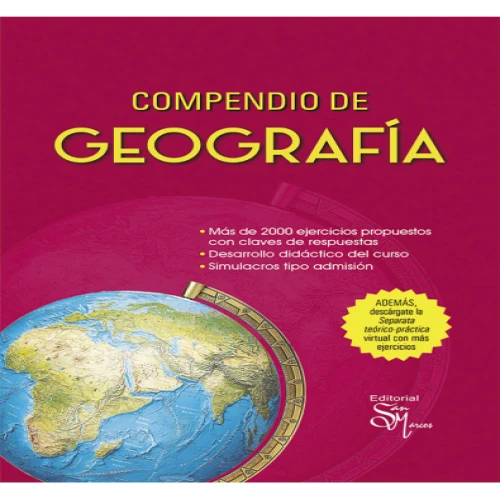 COMPENDIO DE
GEOGRAFÍA
• Más de 2000 ejercicios propuestos
con claves de respuestas
• Desarrollo didáctico del curso
• Simulacros tipo admisión
ADEMÁS,
descárgate la
Separata
teórico-práctica
virtual con más
ejercicios
Editorial
San
Marcos